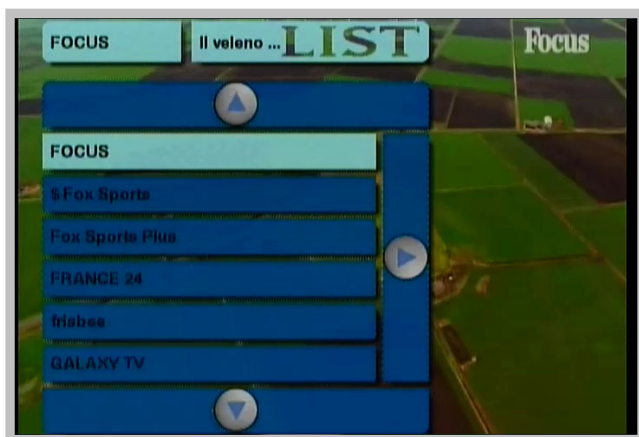 FOCUS
Il veleno ... LIST
Focus
FOCUS
$ Fox Sports
Fox Sports Plus
FRANCE 24
frisbee
GALAXY TV